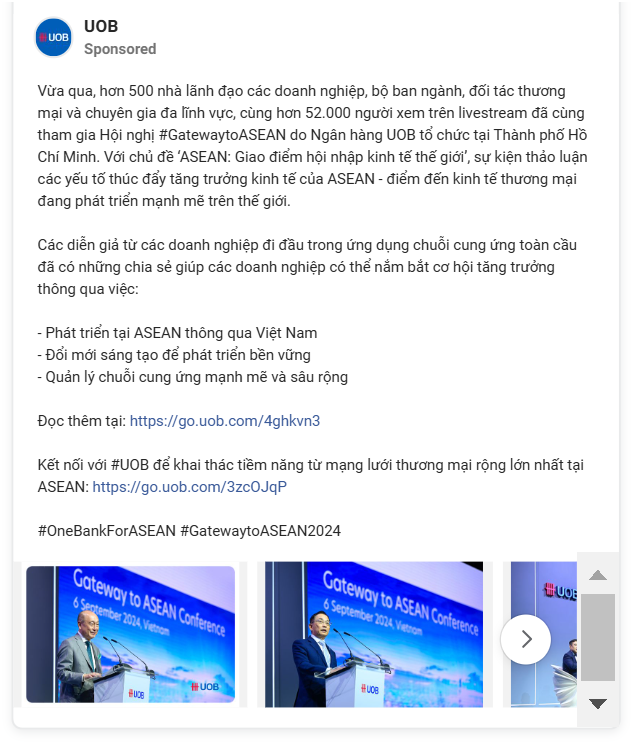 UOB
UOB
Sponsored
Vừa qua, hơn 500 nhà lãnh đạo các doanh nghiệp, bộ ban ngành, đối tác thương
mại và chuyên gia đa lĩnh vực, cùng hơn 52.000 người xem trên livestream đã cùng
tham gia Hội nghị #GatewaytoASEAN do Ngân hàng UOB tổ chức tại Thành phố Hồ
Chí Minh. Với chủ đề ‘ASEAN: Giao điểm hội nhập kinh tế thế giới’, sự kiện thảo luận
các yếu tố thúc đẩy tăng trưởng kinh tế của ASEAN - điểm đến kinh tế thương mại
đang phát triển mạnh mẽ trên thế giới.
Các diễn giả từ các doanh nghiệp đi đầu trong ứng dụng chuỗi cung ứng toàn cầu
đã có những chia sẻ giúp các doanh nghiệp có thể nắm bắt cơ hội tăng trưởng
thông qua việc:
- Phát triển tại ASEAN thông qua Việt Nam
- Đổi mới sáng tạo để phát triển bền vững
- Quản lý chuỗi cung ứng mạnh mẽ và sâu rộng
Đọc thêm tại: https://go.uob.com/4ghkvn3
Kết nối với #UOB để khai thác tiềm năng từ mạng lưới thương mại rộng lớn nhất tại
ASEAN: https://go.uob.com/3zcOJqP
#OneBankForASEAN #GatewaytoASEAN2024
Gateway to ASEAN Conference
6 September 2024, Vietnam
UOB
UOB
Gateway to ASEAN Conference
6 September 2024, Vietnam
UOB
UOB